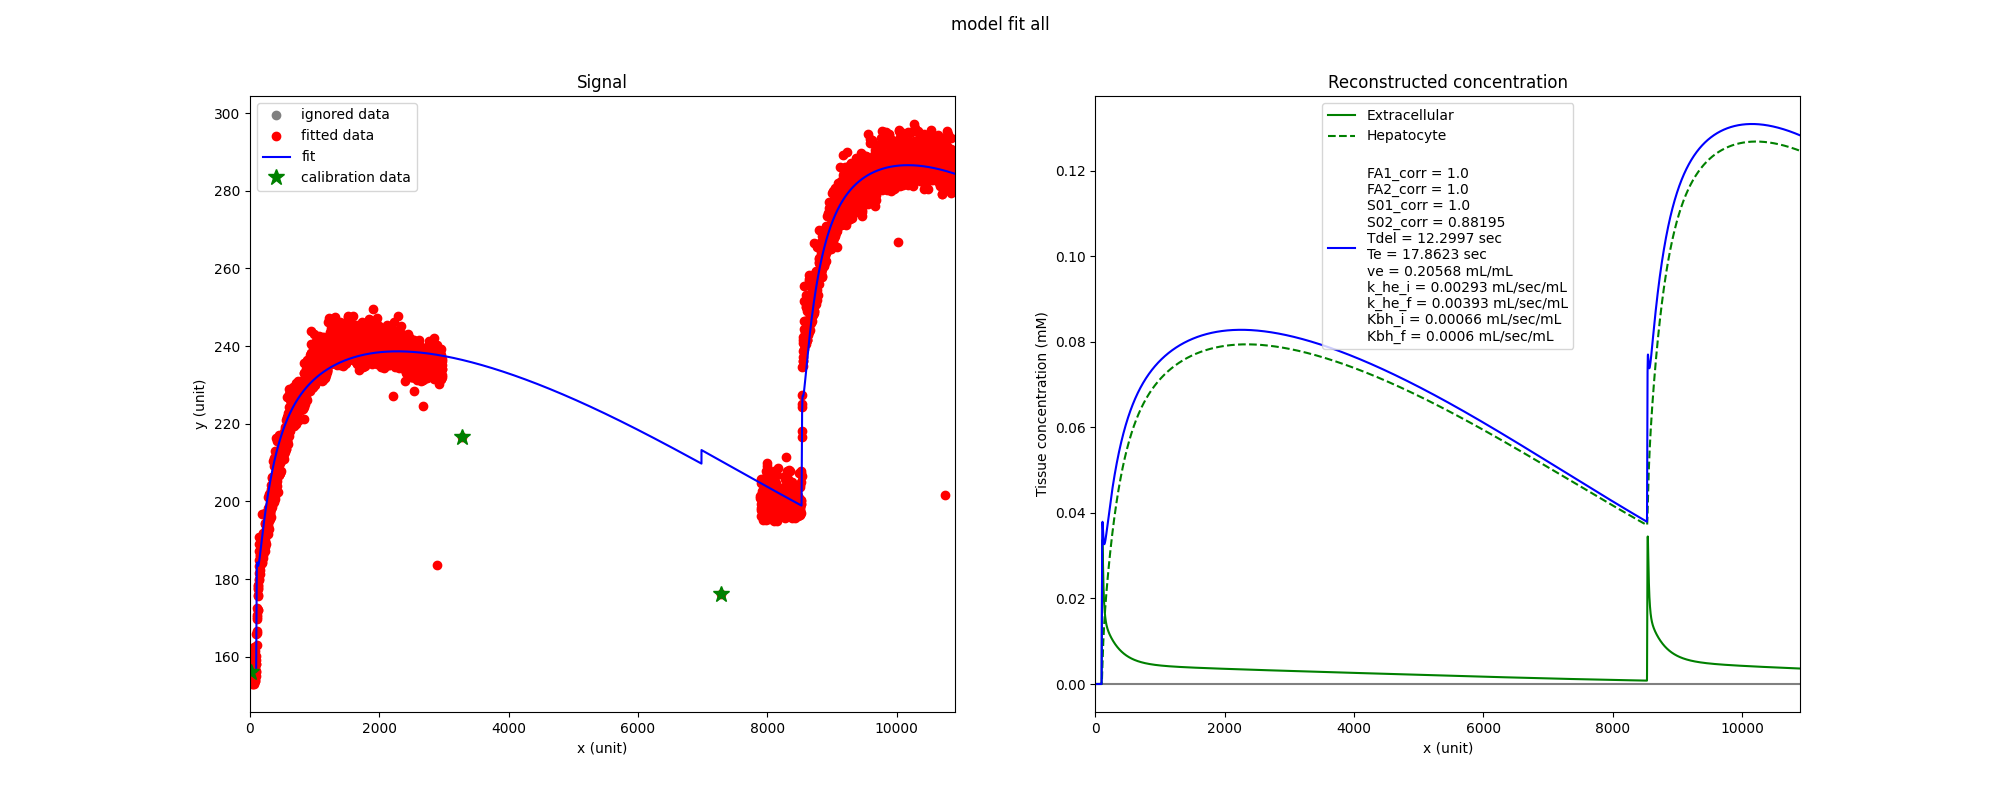 model fit all
Signal
300
280
260
240
220
200
180
160
y (unit)
0
2000
4000
6000
8000
10000
x (unit)
ignored data
fitted data
fit
calibration data
Reconstructed concentration
0.12
0.10
0.08
0.06
0.04
0.02
0.00
Tissue concentration (mM)
0
2000
4000
6000
8000
10000
x (unit)
Extracellular
Hepatocyte
FA1_corr = 1.0
FA2_corr = 1.0
S01_corr = 1.0
S02_corr = 0.88195
Tdel = 12.2997 sec
Te = 17.8623 sec
ve = 0.20568 mL/mL
k_he_i = 0.00293 mL/sec/mL
k_he_f = 0.00393 mL/sec/mL
Kbh_i = 0.00066 mL/sec/mL
Kbh_f = 0.0006 mL/sec/mL